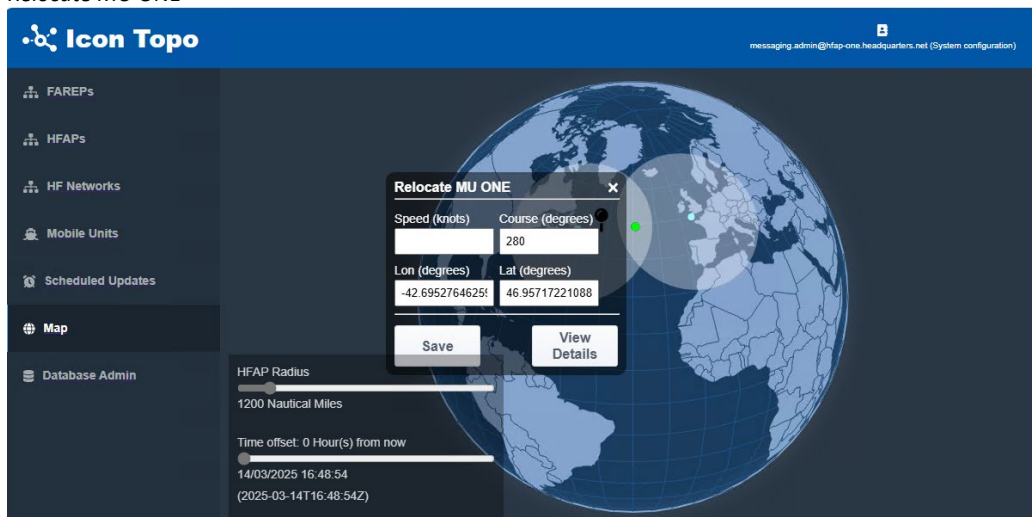 Relocate MU ONE
Icon Topo
messaging.admin@hfap-one.headquarters.net (System configuration)
FAREPs
HFAPs
HF Networks
Mobile Units
Scheduled Updates
Map
Database Admin
Relocate MU ONE ×
Speed (knots) Course (degrees)
280
Lon (degrees) Lat (degrees)
-42.6952764625 46.95717221088
Save View Details
HFAP Radius
1200 Nautical Miles
Time offset: 0 Hour(s) from now
14/03/2025 16:48:54
(2025-03-14T16:48:54Z)